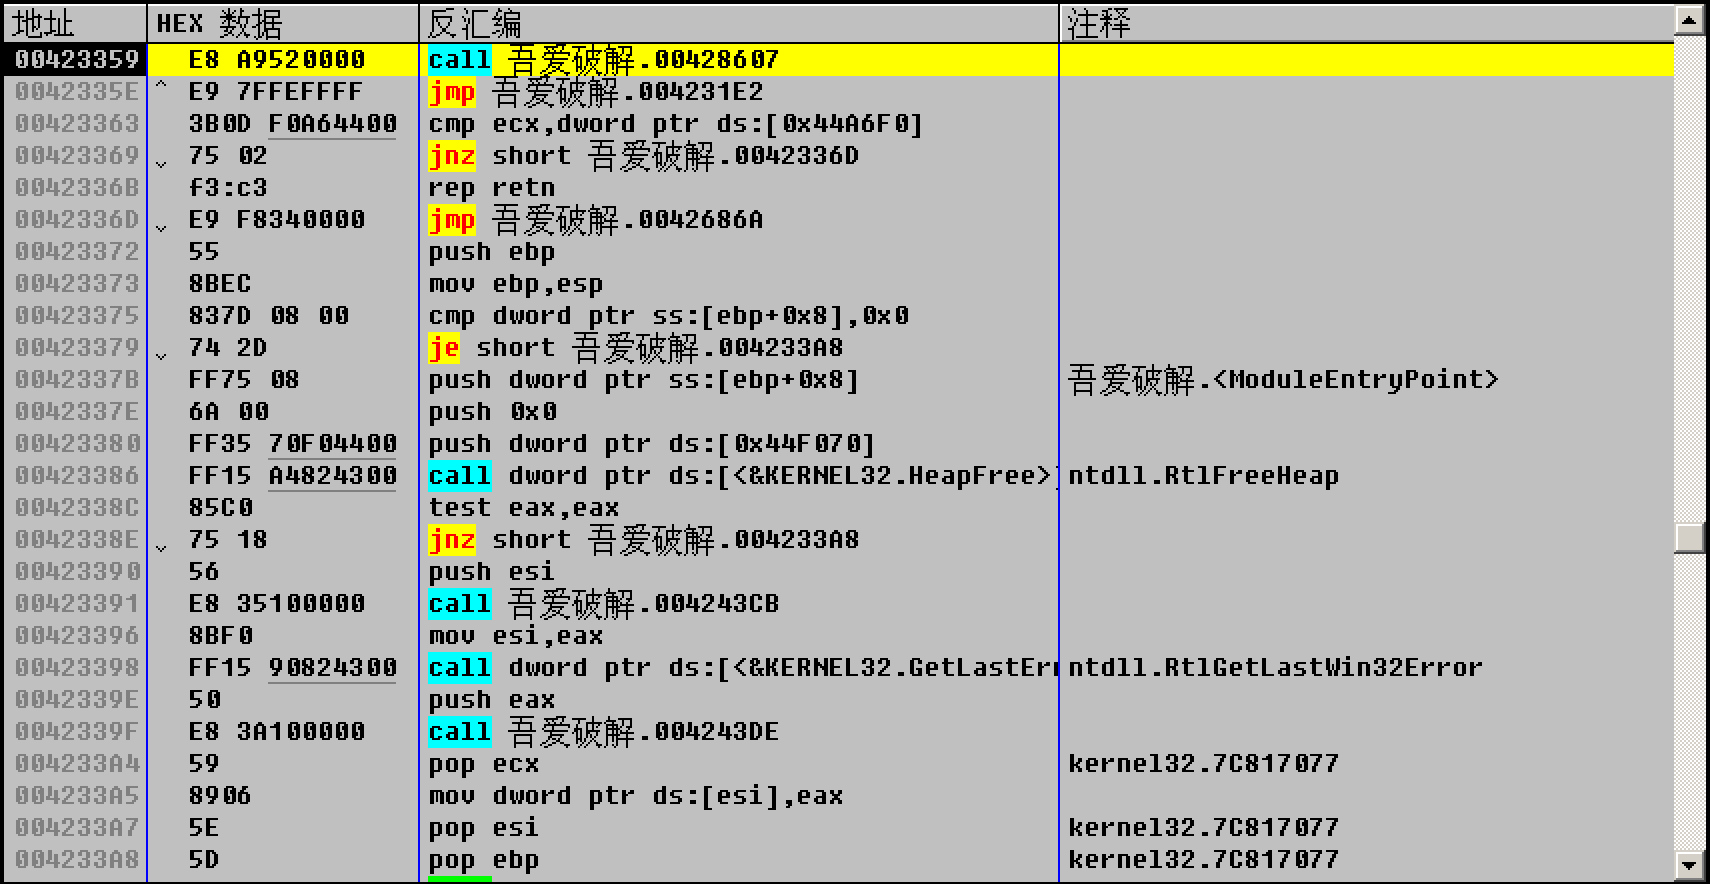 地址 HEX 数据 反汇编 注释
00423359 E8 A9520000 call 吾爱破解.00428607
0042335E ^ E9 7FFEFFFF jmp 吾爱破解.004231E2
00423363 3B0D F0A64400 cmp ecx,dword ptr ds:[0x44A6F0]
00423369 ˅ 75 02 jnz short 吾爱破解.0042336D
0042336B f3:c3 rep retn
0042336D ˅ E9 F8340000 jmp 吾爱破解.0042686A
00423372 55 push ebp
00423373 8BEC mov ebp,esp
00423375 837D 08 00 cmp dword ptr ss:[ebp+0x8],0x0
00423379 ˅ 74 2D je short 吾爱破解.004233A8
0042337B FF75 08 push dword ptr ss:[ebp+0x8] 吾爱破解.<ModuleEntryPoint>
0042337E 6A 00 push 0x0
00423380 FF35 70F04400 push dword ptr ds:[0x44F070]
00423386 FF15 A4824300 call dword ptr ds:[<&KERNEL32.HeapFree>] ntdll.RtlFreeHeap
0042338C 85C0 test eax,eax
0042338E ˅ 75 18 jnz short 吾爱破解.004233A8
00423390 56 push esi
00423391 E8 35100000 call 吾爱破解.004243CB
00423396 8BF0 mov esi,eax
00423398 FF15 90824300 call dword ptr ds:[<&KERNEL32.GetLastErr ntdll.RtlGetLastWin32Error
0042339E 50 push eax
0042339F E8 3A100000 call 吾爱破解.004243DE
004233A4 59 pop ecx kernel32.7C817077
004233A5 8906 mov dword ptr ds:[esi],eax
004233A7 5E pop esi kernel32.7C817077
004233A8 5D pop ebp kernel32.7C817077